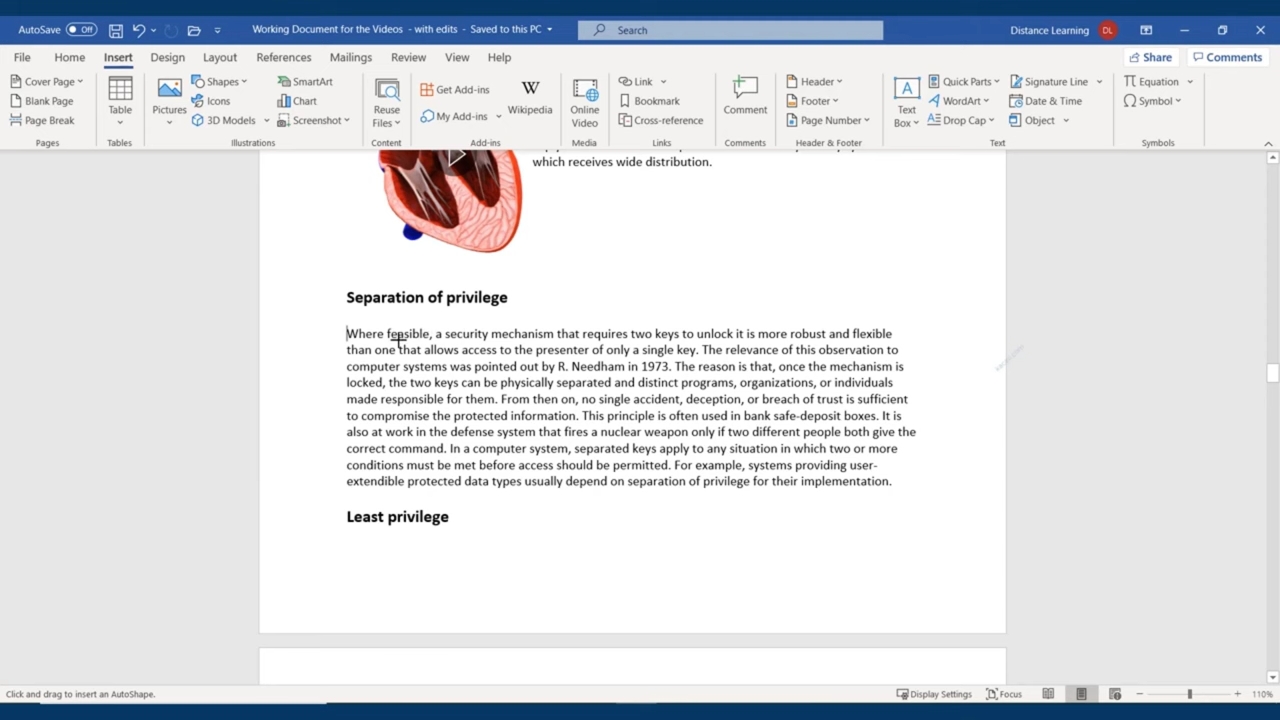 AutoSave Off Working Document for the Videos - with edits - Saved to this PC Search Distance Learning DL
File Home Insert Design Layout References Mailings Review View Help Share Comments
Cover Page
Blank Page
Page Break
Pages
Table
Tables
Pictures
Shapes
Icons
3D Models
SmartArt
Chart
Screenshot
Illustrations
Reuse
Files
Content
Get Add-ins
My Add-ins
W
Wikipedia
Add-ins
Online
Video
Media
Link
Bookmark
Cross-reference
Links
Comment
Comments
Header
Footer
Page Number
Header & Footer
Text
Box
Quick Parts
WordArt
Drop Cap
Signature Line
Date & Time
Object
Text
Equation
Symbol
Symbols
which receives wide distribution.
Separation of privilege
Where feasible, a security mechanism that requires two keys to unlock it is more robust and flexible
than one that allows access to the presenter of only a single key. The relevance of this observation to
computer systems was pointed out by R. Needham in 1973. The reason is that, once the mechanism is
locked, the two keys can be physically separated and distinct programs, organizations, or individuals
made responsible for them. From then on, no single accident, deception, or breach of trust is sufficient
to compromise the protected information. This principle is often used in bank safe-deposit boxes. It is
also at work in the defense system that fires a nuclear weapon only if two different people both give the
correct command. In a computer system, separated keys apply to any situation in which two or more
conditions must be met before access should be permitted. For example, systems providing user-
extendible protected data types usually depend on separation of privilege for their implementation.
Least privilege
Click and drag to insert an AutoShape. Display Settings Focus 110%